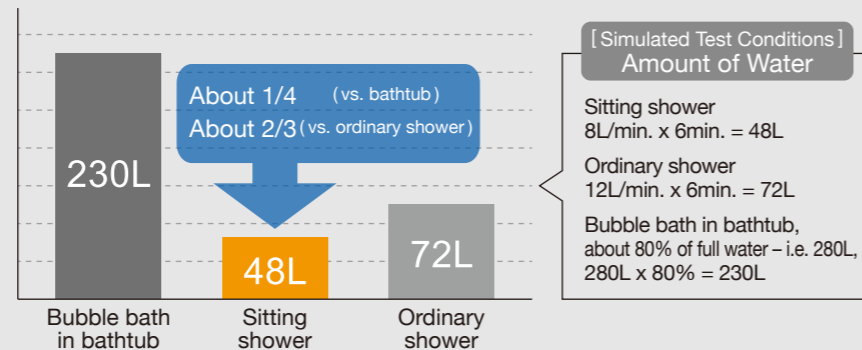 About 1/4 (vs. bathtub)
About 2/3 (vs. ordinary shower)
230L
48L
72L
Bubble bath
in bathtub
Sitting
shower
Ordinary
shower
[Simulated Test Conditions]
Amount of Water
Sitting shower
8L/min. x 6min. = 48L
Ordinary shower
12L/min. x 6min. = 72L
Bubble bath in bathtub,
about 80% of full water – i.e. 280L,
280L x 80% = 230L